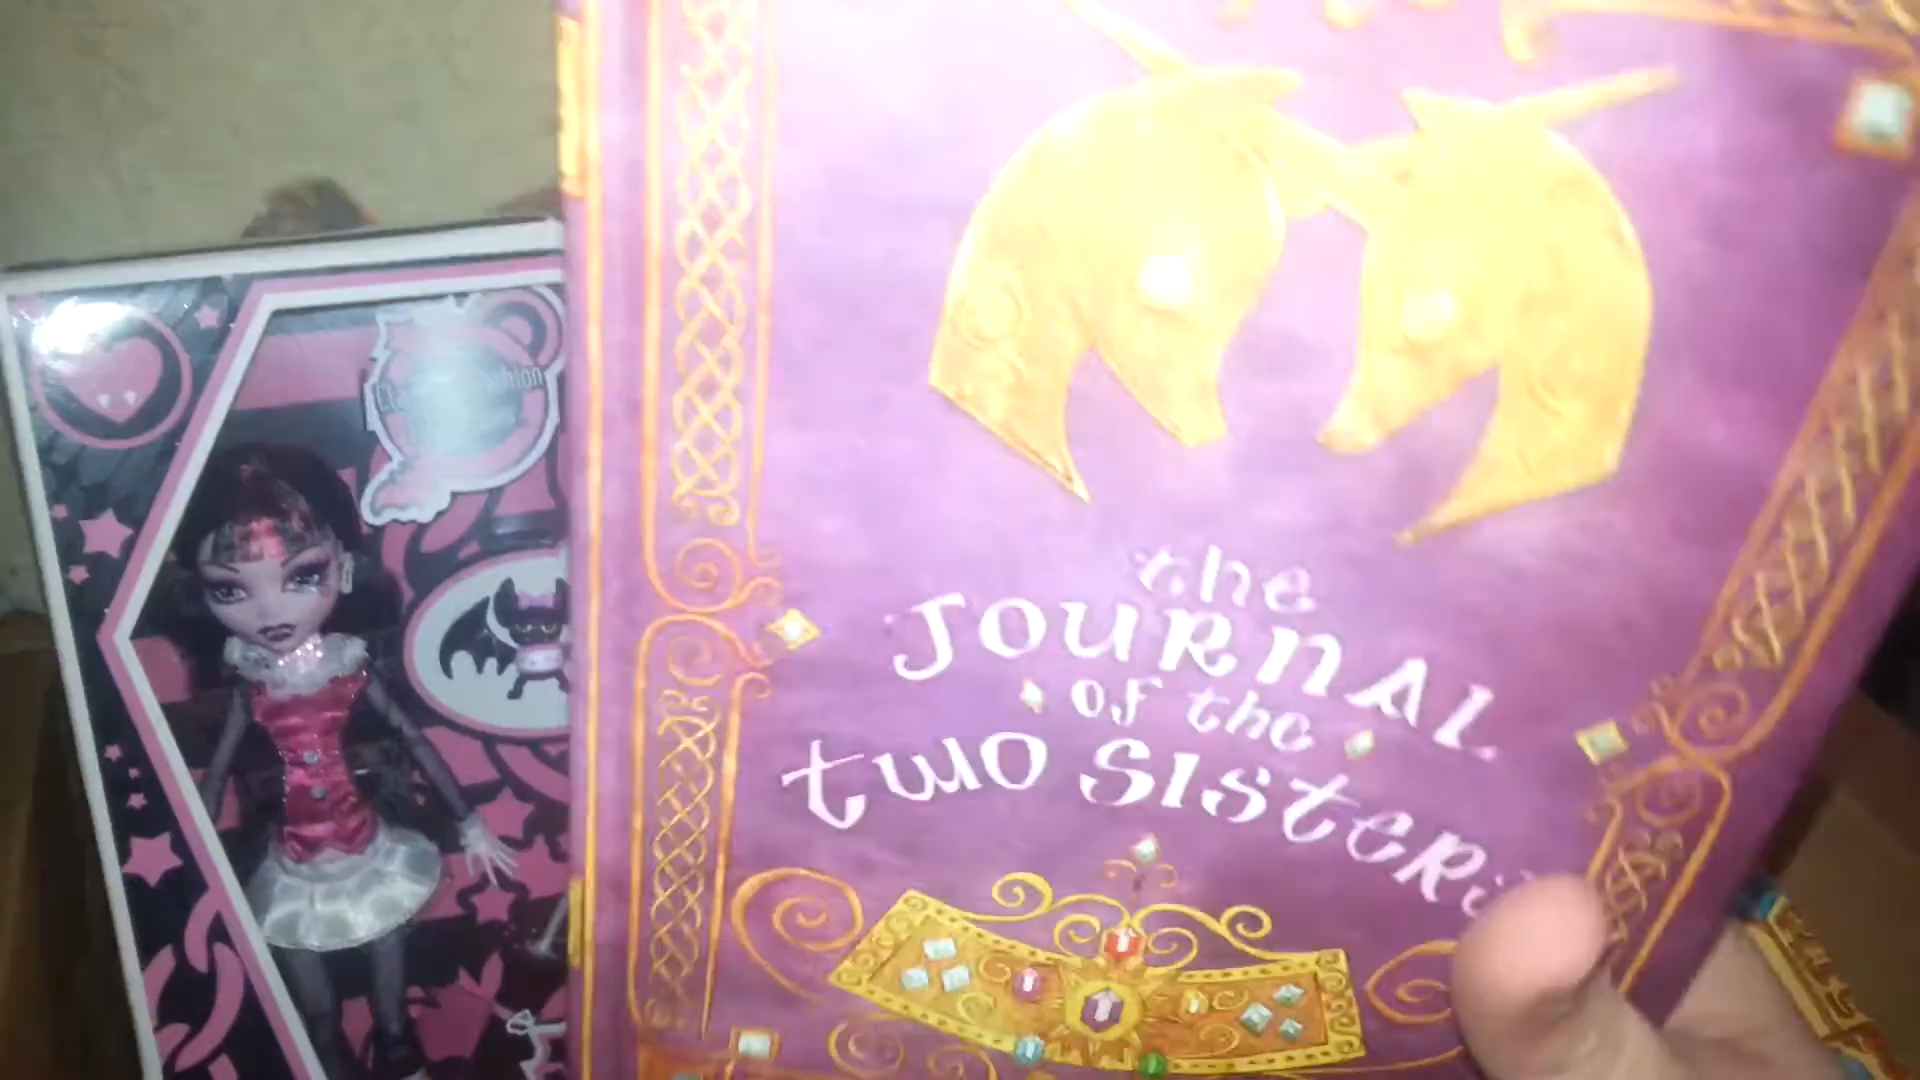 the
JOURNAL
of the
two SISTERS